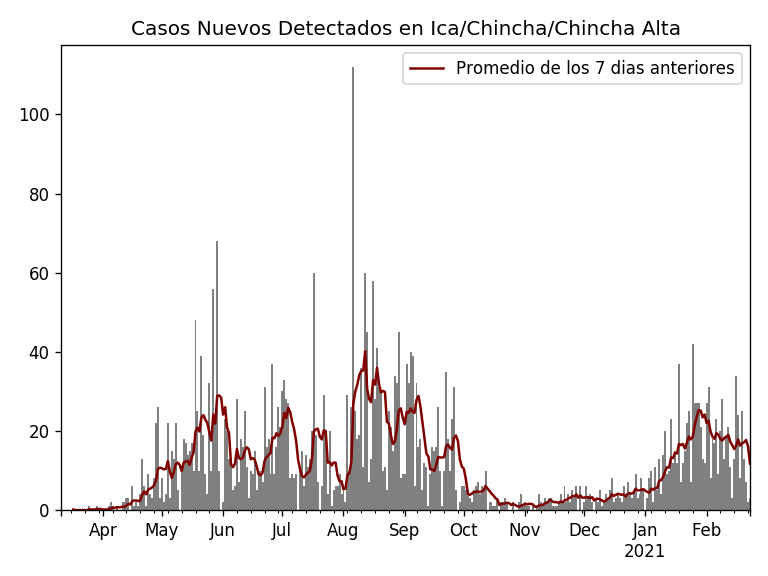 Casos Nuevos Detectados en Ica/Chincha/Chincha Alta
Promedio de los 7 dias anteriores
100
80
60
40
20
0
Apr May Jun Jul Aug Sep Oct Nov Dec Jan Feb
2021